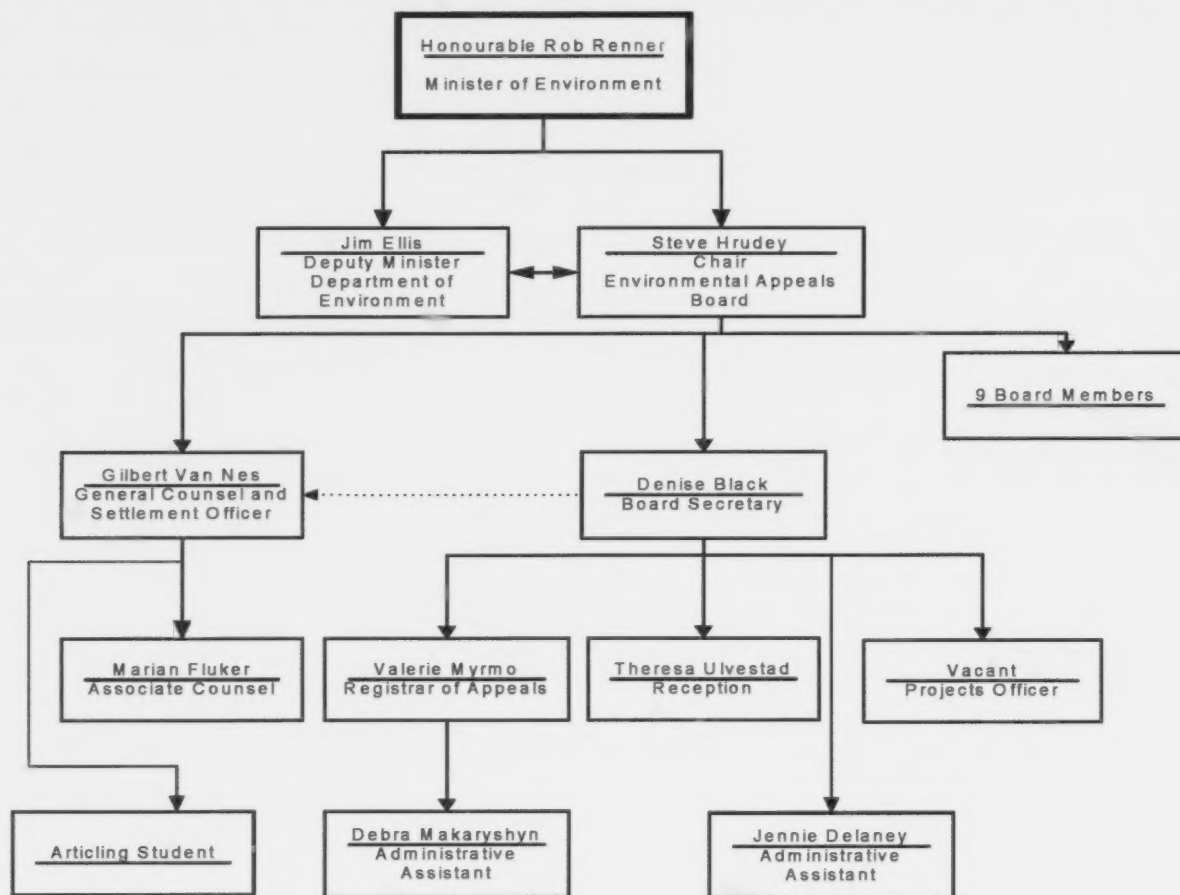 Honourable Rob Renner
Minister of Environment
Jim Ellis
Deputy Minister
Department of
Environment
Steve Hrudey
Chair
Environmental Appeals
Board
9 Board Members
Gilbert Van Nes
General Counsel and
Settlement Officer
Denise Black
Board Secretary
Marian Fluker
Associate Counsel
Valerie Myrmo
Registrar of Appeals
Theresa Ulvestad
Reception
Vacant
Projects Officer
Articling Student
Debra Makaryshyn
Administrative
Assistant
Jennie Delaney
Administrative
Assistant